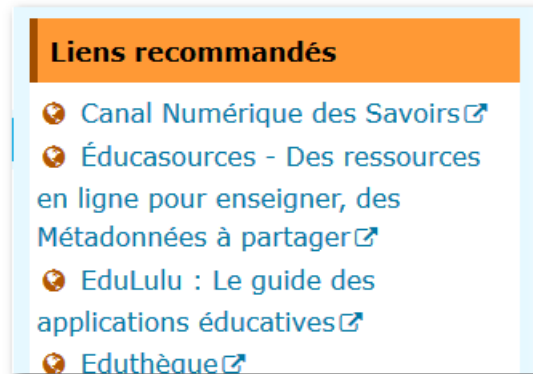 Liens recommandés
Canal Numérique des Savoirs
Éducasources - Des ressources
en ligne pour enseigner, des
Métadonnées à partager
EduLulu : Le guide des
applications éducatives
Eduthèque